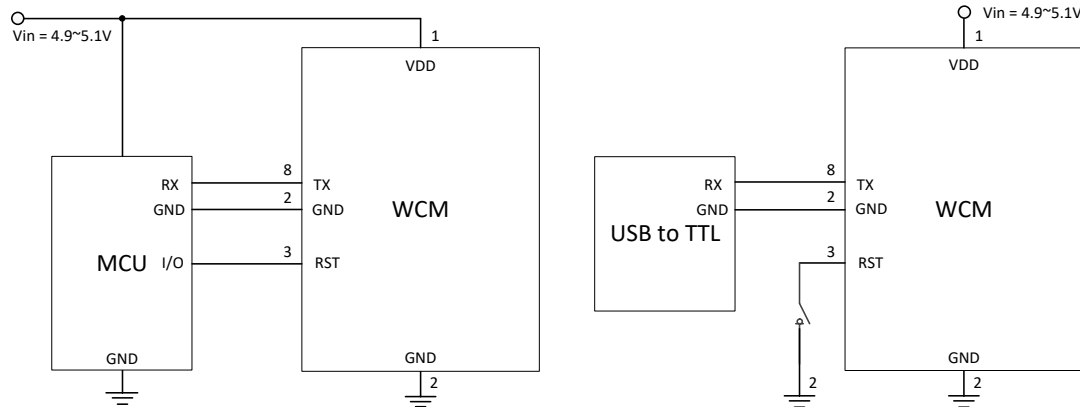 Vin = 4.9~5.1V
1
VDD
RX
8
TX
GND
2
GND
WCM
MCU
I/O
3
RST
GND
GND
2
Vin = 4.9~5.1V
1
VDD
RX
8
TX
GND
2
GND
WCM
USB to TTL
3
RST
2
GND
2